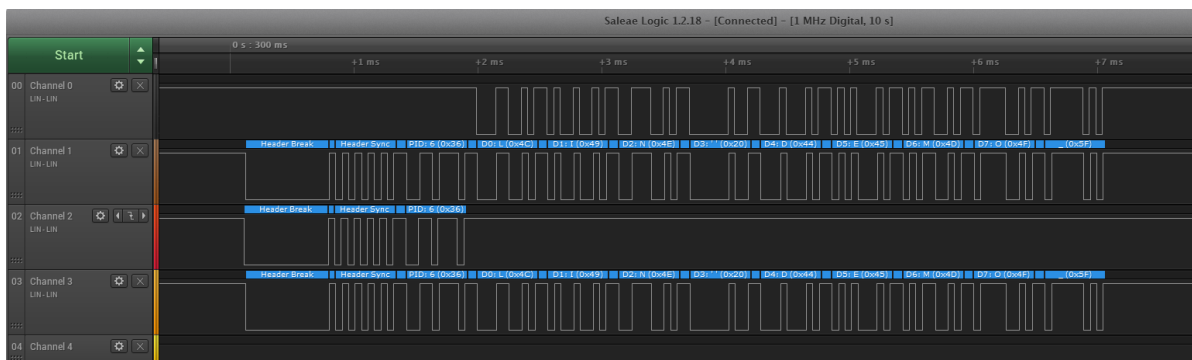 Saleae Logic 1.2.18 - [Connected] - [1 MHz Digital, 10 s]
Start
0 s : 300 ms
+1 ms +2 ms +3 ms +4 ms +5 ms +6 ms +7 ms
00 Channel 0
LIN - LIN
01 Channel 1
LIN - LIN
Header Break Header Sync PID: 6 (0x36) D0: L (0x4C) D1: I (0x49) D2: N (0x4E) D3: ' ' (0x20) D4: D (0x44) D5: E (0x45) D6: M (0x4D) D7: O (0x4F) _ (0x5F)
02 Channel 2
LIN - LIN
Header Break Header Sync PID: 6 (0x36)
03 Channel 3
LIN - LIN
Header Break Header Sync PID: 6 (0x36) D0: L (0x4C) D1: I (0x49) D2: N (0x4E) D3: ' ' (0x20) D4: D (0x44) D5: E (0x45) D6: M (0x4D) D7: O (0x4F) _ (0x5F)
04 Channel 4